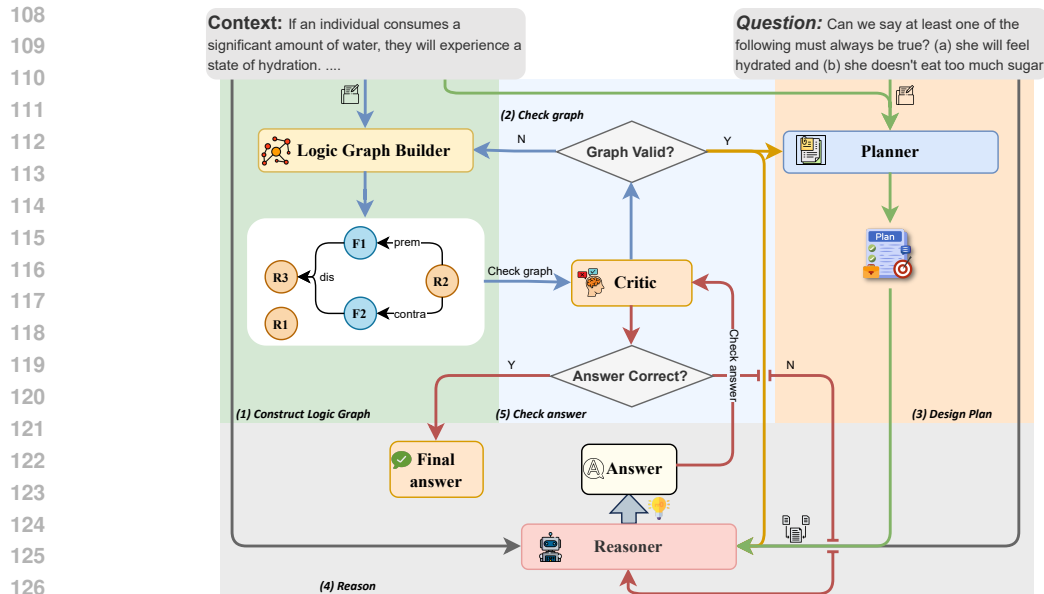 108
109
110
111
112
113
114
115
116
117
118
119
120
121
122
123
124
125
126
Context: If an individual consumes a
significant amount of water, they will experience a
state of hydration. ....
Question: Can we say at least one of the
following must always be true? (a) she will feel
hydrated and (b) she doesn't eat too much sugar
(2) Check graph
Logic Graph Builder
N
Graph Valid?
Y
Planner
Plan
F1
prem
R3
dis
R2
F2
contra
R1
Check graph
Critic
Check answer
Y
Answer Correct?
N
(1) Construct Logic Graph
(5) Check answer
(3) Design Plan
Final
answer
A Answer
Reasoner
(4) Reason